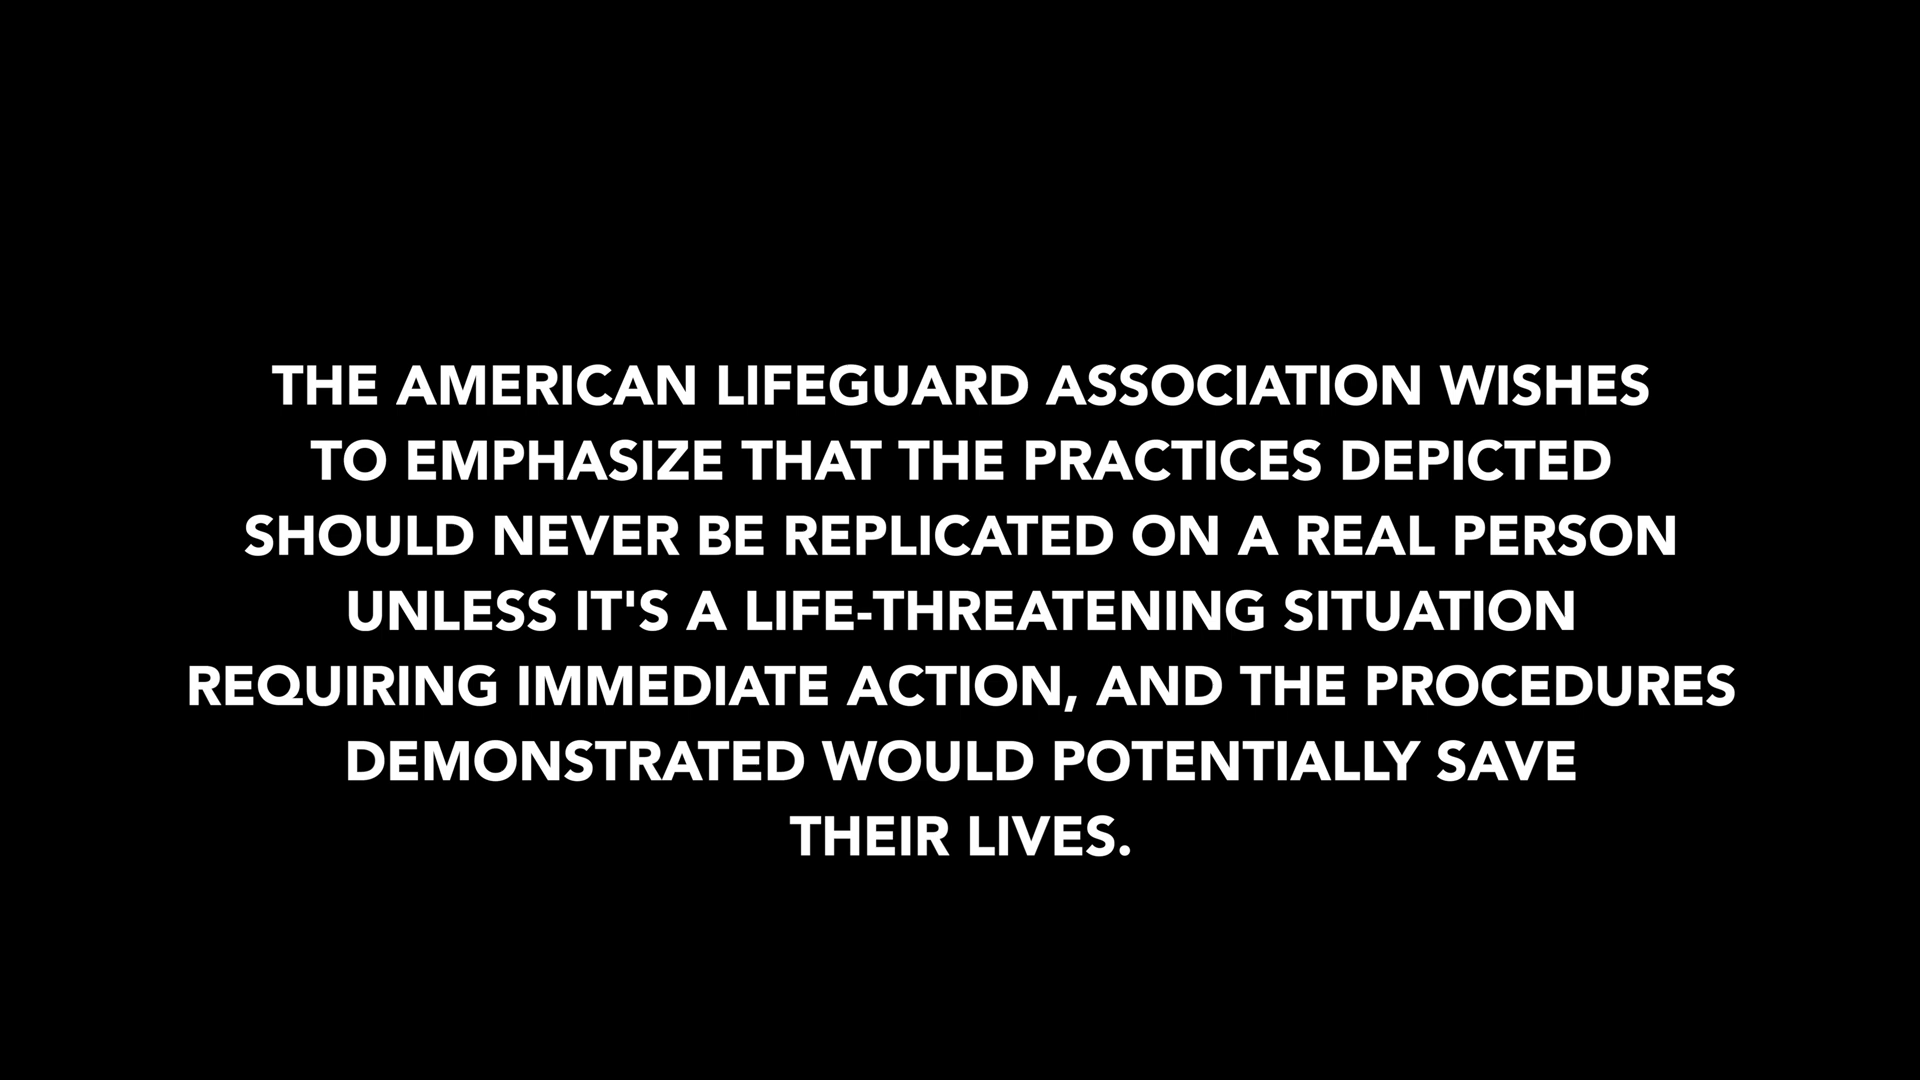 THE AMERICAN LIFEGUARD ASSOCIATION WISHES
TO EMPHASIZE THAT THE PRACTICES DEPICTED
SHOULD NEVER BE REPLICATED ON A REAL PERSON
UNLESS IT'S A LIFE-THREATENING SITUATION
REQUIRING IMMEDIATE ACTION, AND THE PROCEDURES
DEMONSTRATED WOULD POTENTIALLY SAVE
THEIR LIVES.